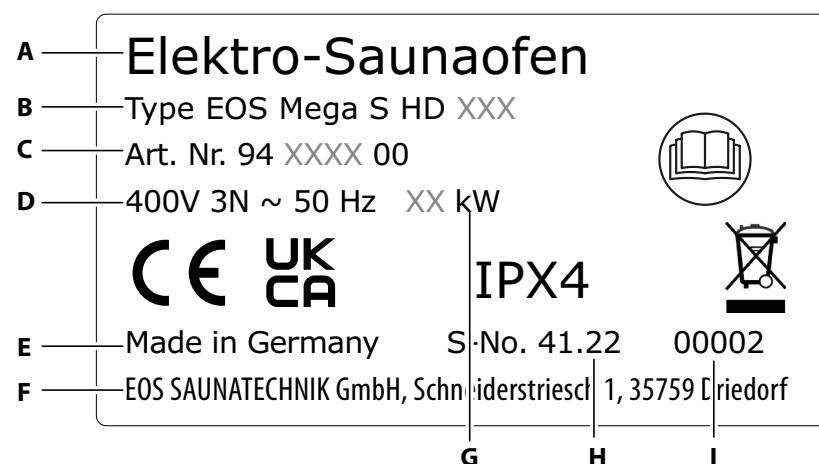 A Elektro-Saunaofen
B Type EOS Mega S HD XXX
C Art. Nr. 94 XXXX 00
D 400V 3N ~ 50 Hz XX kW
CE UK CA IPX4
E Made in Germany S-No. 41.22 00002
F EOS SAUNATECHNIK GmbH, Schneiderstriesch 1, 35759 Driedorf
G H I